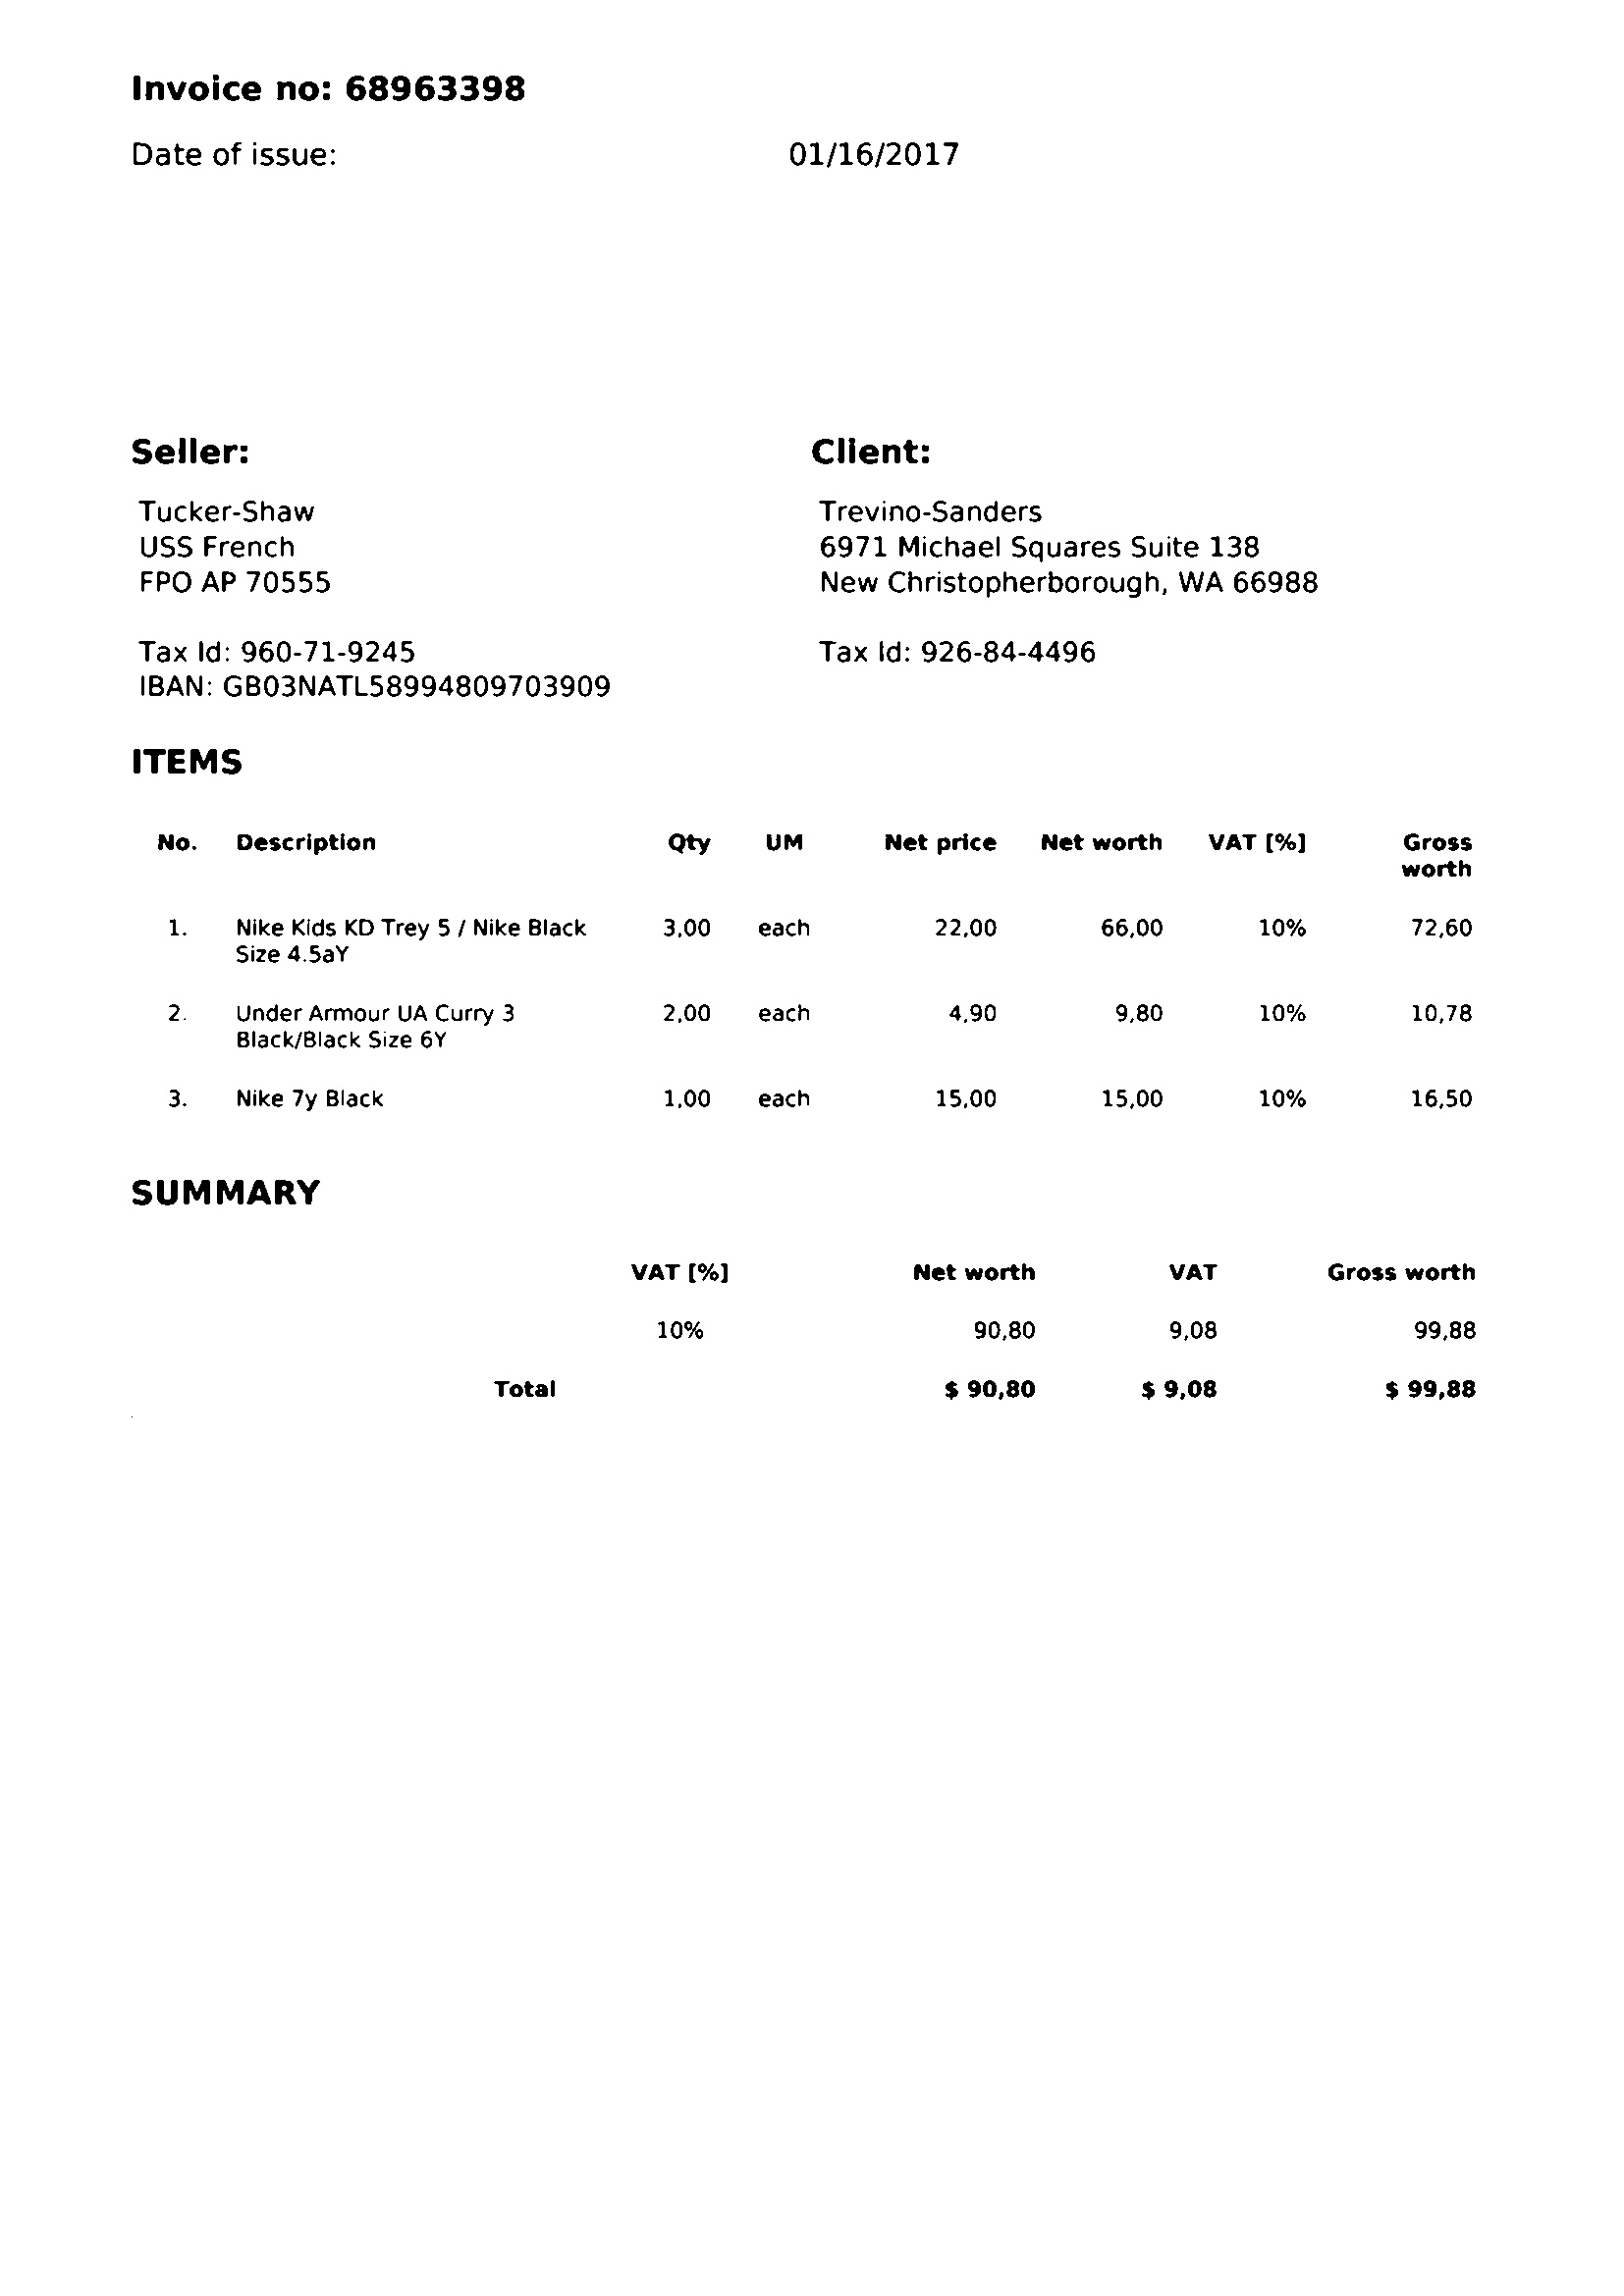 Invoice no: 68963398
Date of issue: 01/16/2017
Seller: Client:
Tucker-Shaw Trevino-Sanders
USS French 6971 Michael Squares Suite 138
FPO AP 70555 New Christopherborough, WA 66988
Tax Id: 960-71-9245 Tax Id: 926-84-4496
IBAN: GB03NATL58994809703909
ITEMS
No. Description Qty UM Net price Net worth VAT [%] Gross
worth
1. Nike Kids KD Trey 5 / Nike Black 3,00 each 22,00 66,00 10% 72,60
Size 4.5aY
2. Under Armour UA Curry 3 2,00 each 4,90 9,80 10% 10,78
Black/Black Size 6Y
3. Nike 7y Black 1,00 each 15,00 15,00 10% 16,50
SUMMARY
VAT [%] Net worth VAT Gross worth
10% 90,80 9,08 99,88
Total $ 90,80 $ 9,08 $ 99,88